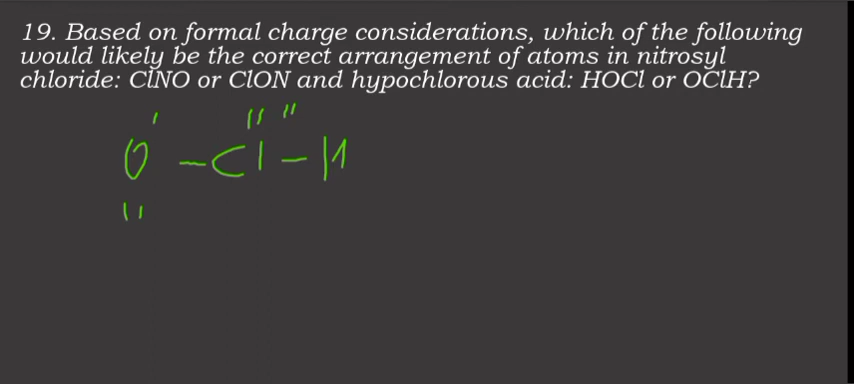 19. Based on formal charge considerations, which of the following
would likely be the correct arrangement of atoms in nitrosyl
chloride: ClNO or ClON and hypochlorous acid: HOCl or OClH?
O - Cl - H